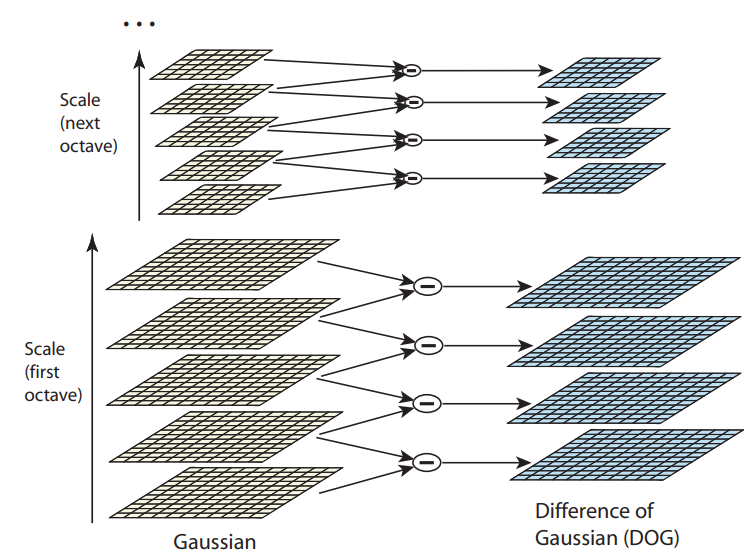 ...
Scale
(next
octave)
Scale
(first
octave)
Gaussian
Difference of
Gaussian (DOG)